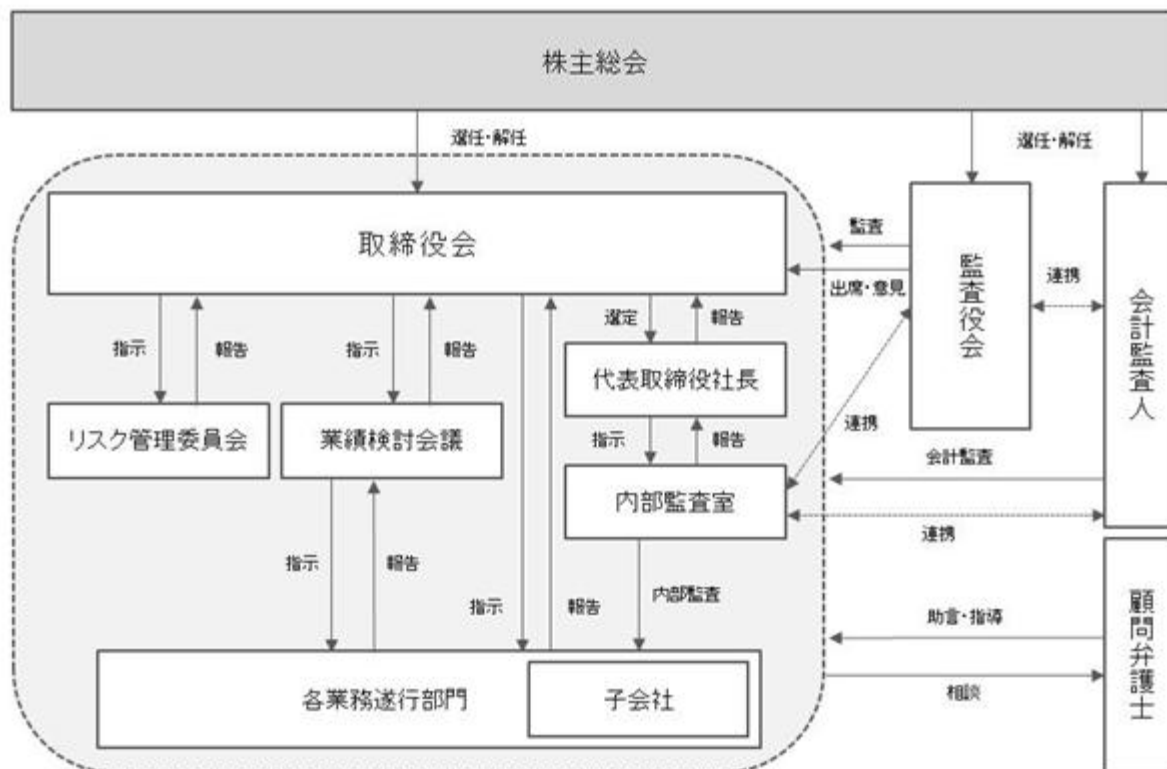 株主総会
選任・解任
選任・解任
取締役会
監査
出席・意見
監査役会
連携
会計監査人
指示
報告
指示
報告
選定
報告
代表取締役社長
リスク管理委員会
業績検討会議
指示
報告
連携
内部監査室
会計監査
連携
指示
報告
指示
報告
内部監査
各業務遂行部門
子会社
助言・指導
相談
顧問弁護士